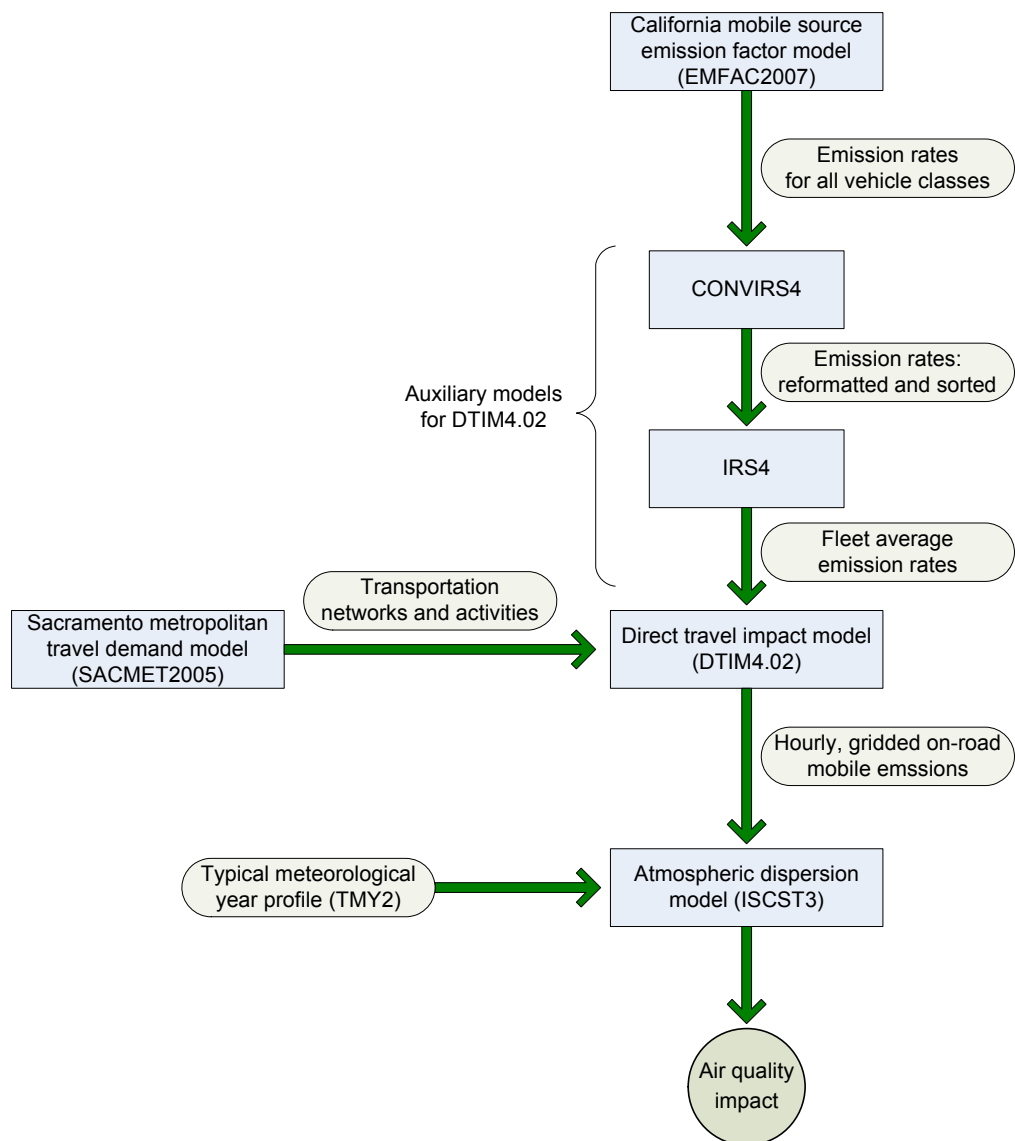 California mobile source
emission factor model
(EMFAC2007)
Emission rates
for all vehicle classes
CONVIRS4
Emission rates:
reformatted and sorted
Auxiliary models
for DTIM4.02
IRS4
Fleet average
emission rates
Transportation
networks and activities
Sacramento metropolitan
travel demand model
(SACMET2005)
Direct travel impact model
(DTIM4.02)
Hourly, gridded on-road
mobile emssions
Typical meteorological
year profile (TMY2)
Atmospheric dispersion
model (ISCST3)
Air quality
impact